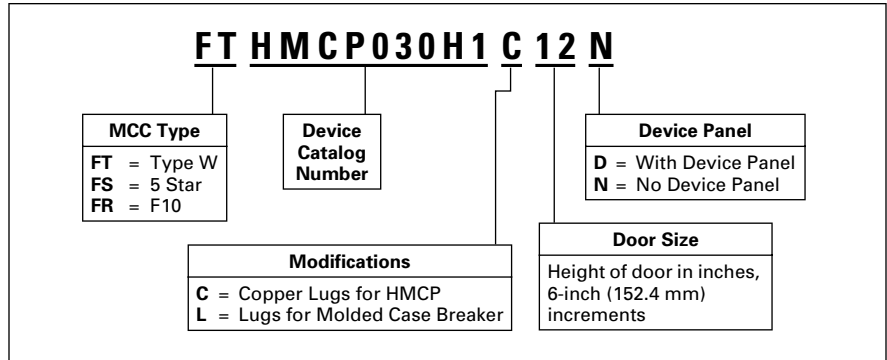 FT HMCP030H1 C 12 N
MCC Type
FT = Type W
FS = 5 Star
FR = F10
Device
Catalog
Number
Device Panel
D = With Device Panel
N = No Device Panel
Modifications
C = Copper Lugs for HMCP
L = Lugs for Molded Case Breaker
Door Size
Height of door in inches,
6-inch (152.4 mm)
increments